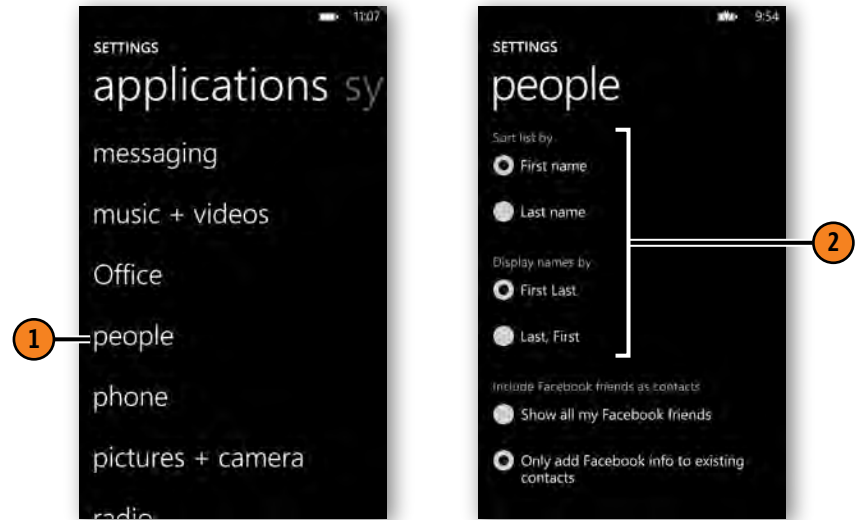 11:07
SETTINGS
applications sy
messaging
music + videos
Office
people
phone
pictures + camera
radio
1
9:54
SETTINGS
people
Sort list by
First name
Last name
Display names by
First Last
Last, First
Include Facebook friends as contacts
Show all my Facebook friends
Only add Facebook info to existing
contacts
2